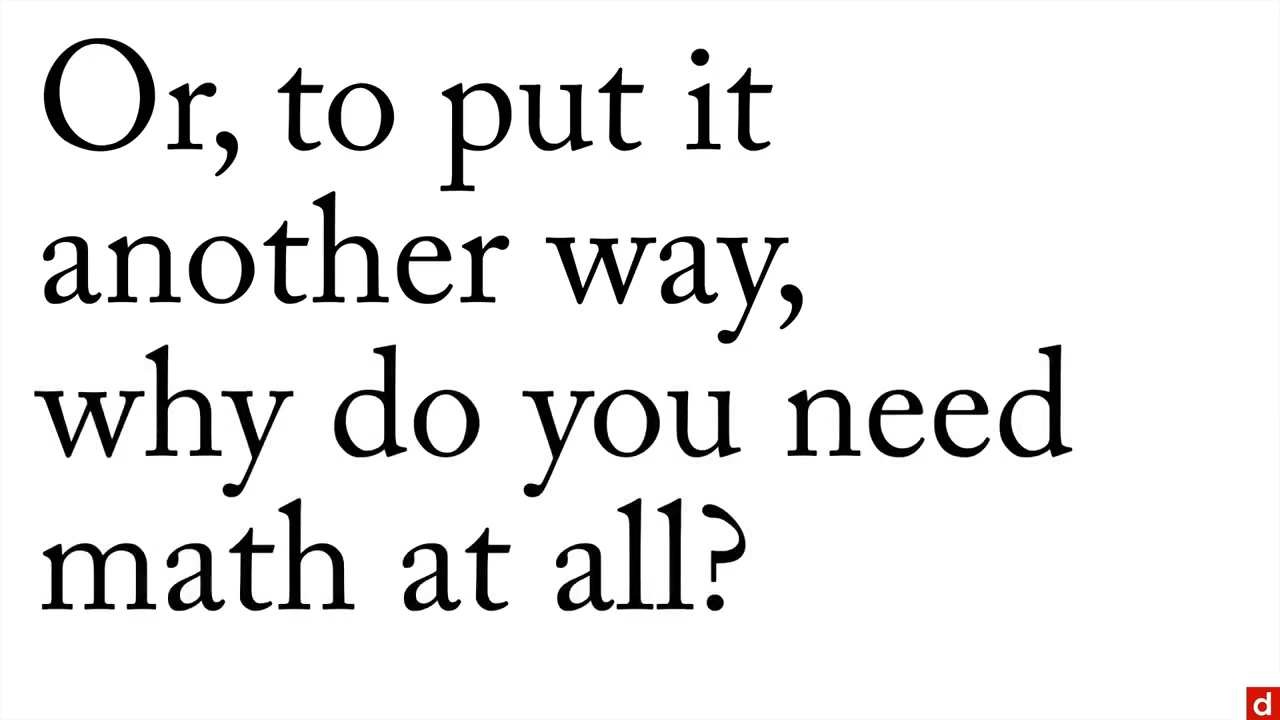 Or, to put it
another way,
why do you need
math at all?
d